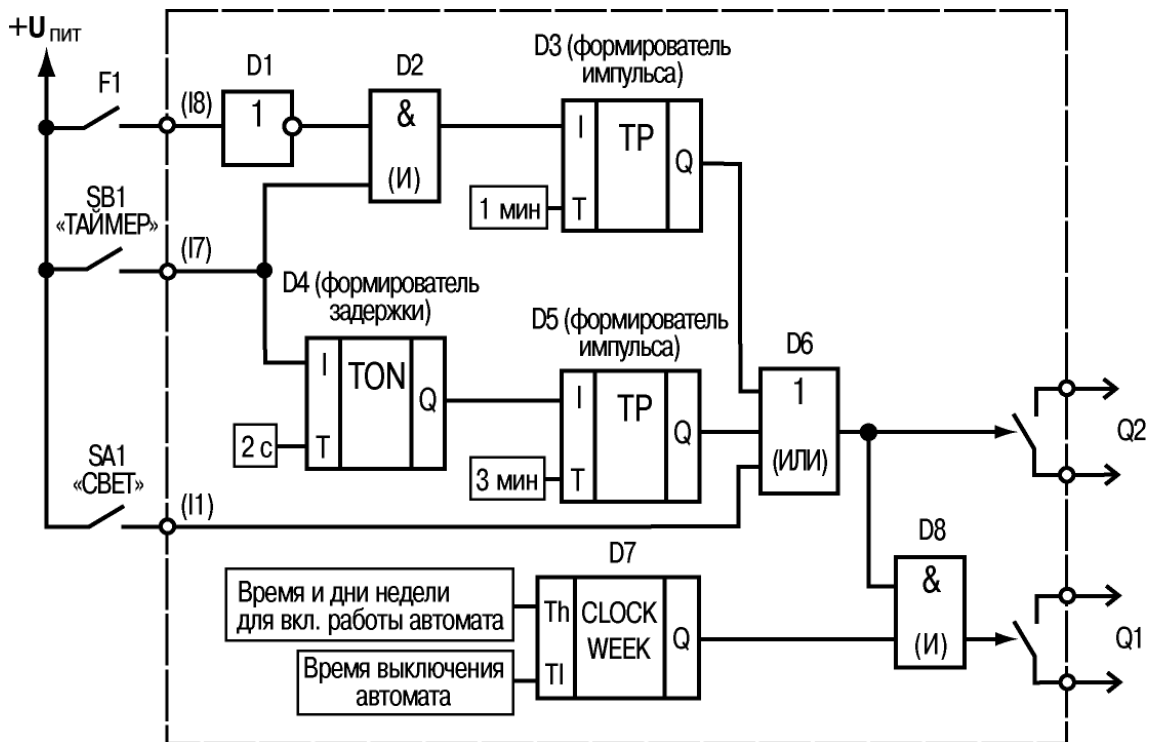 +Uпит
F1
(I8)
D1
1
D2
&
(И)
D3 (формирователь
импульса)
I
TP
Q
T
1 мин
SB1
«ТАЙМЕР»
(I7)
D4 (формирователь
задержки)
I
TON
Q
T
2 с
D5 (формирователь
импульса)
I
TP
Q
T
3 мин
D6
1
(ИЛИ)
Q2
SA1
«СВЕТ»
(I1)
D7
Время и дни недели
для вкл. работы автомата
Th
CLOCK
WEEK
Q
Tl
Время выключения
автомата
D8
&
(И)
Q1